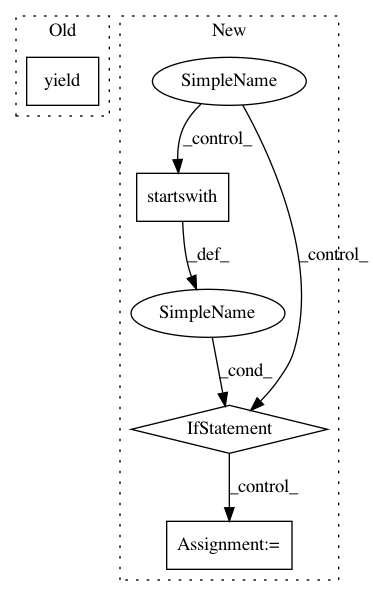 Old
New
yield
SimpleName
_control_
startswith
_control_
_def_
SimpleName
_cond_
IfStatement
_control_
Assignment:=